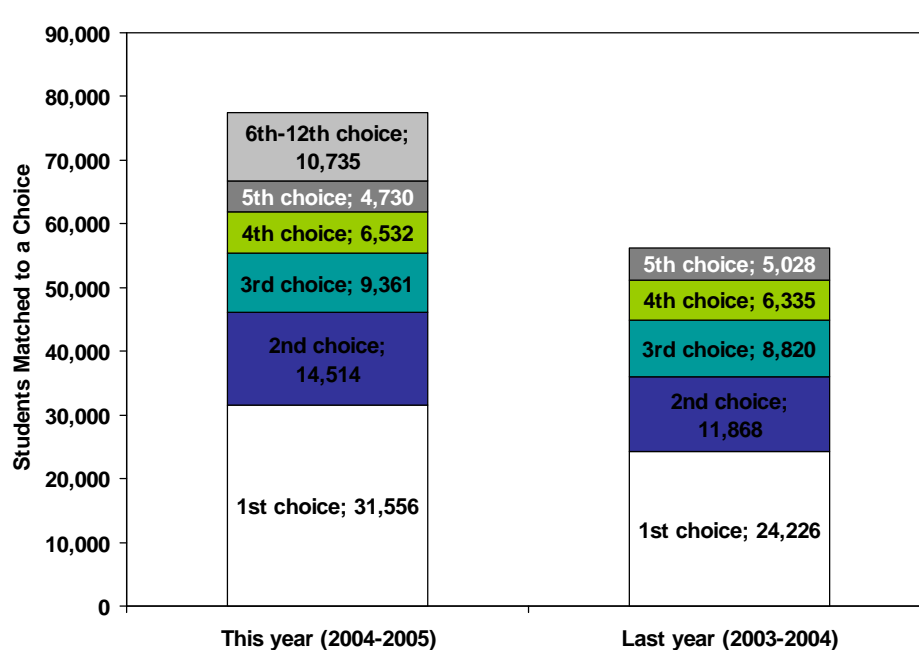 90,000
80,000
70,000
60,000
50,000
40,000
30,000
20,000
10,000
0
Students Matched to a Choice
6th-12th choice;
10,735
5th choice; 4,730
4th choice; 6,532
3rd choice; 9,361
2nd choice;
14,514
1st choice; 31,556
5th choice; 5,028
4th choice; 6,335
3rd choice; 8,820
2nd choice;
11,868
1st choice; 24,226
This year (2004-2005)
Last year (2003-2004)